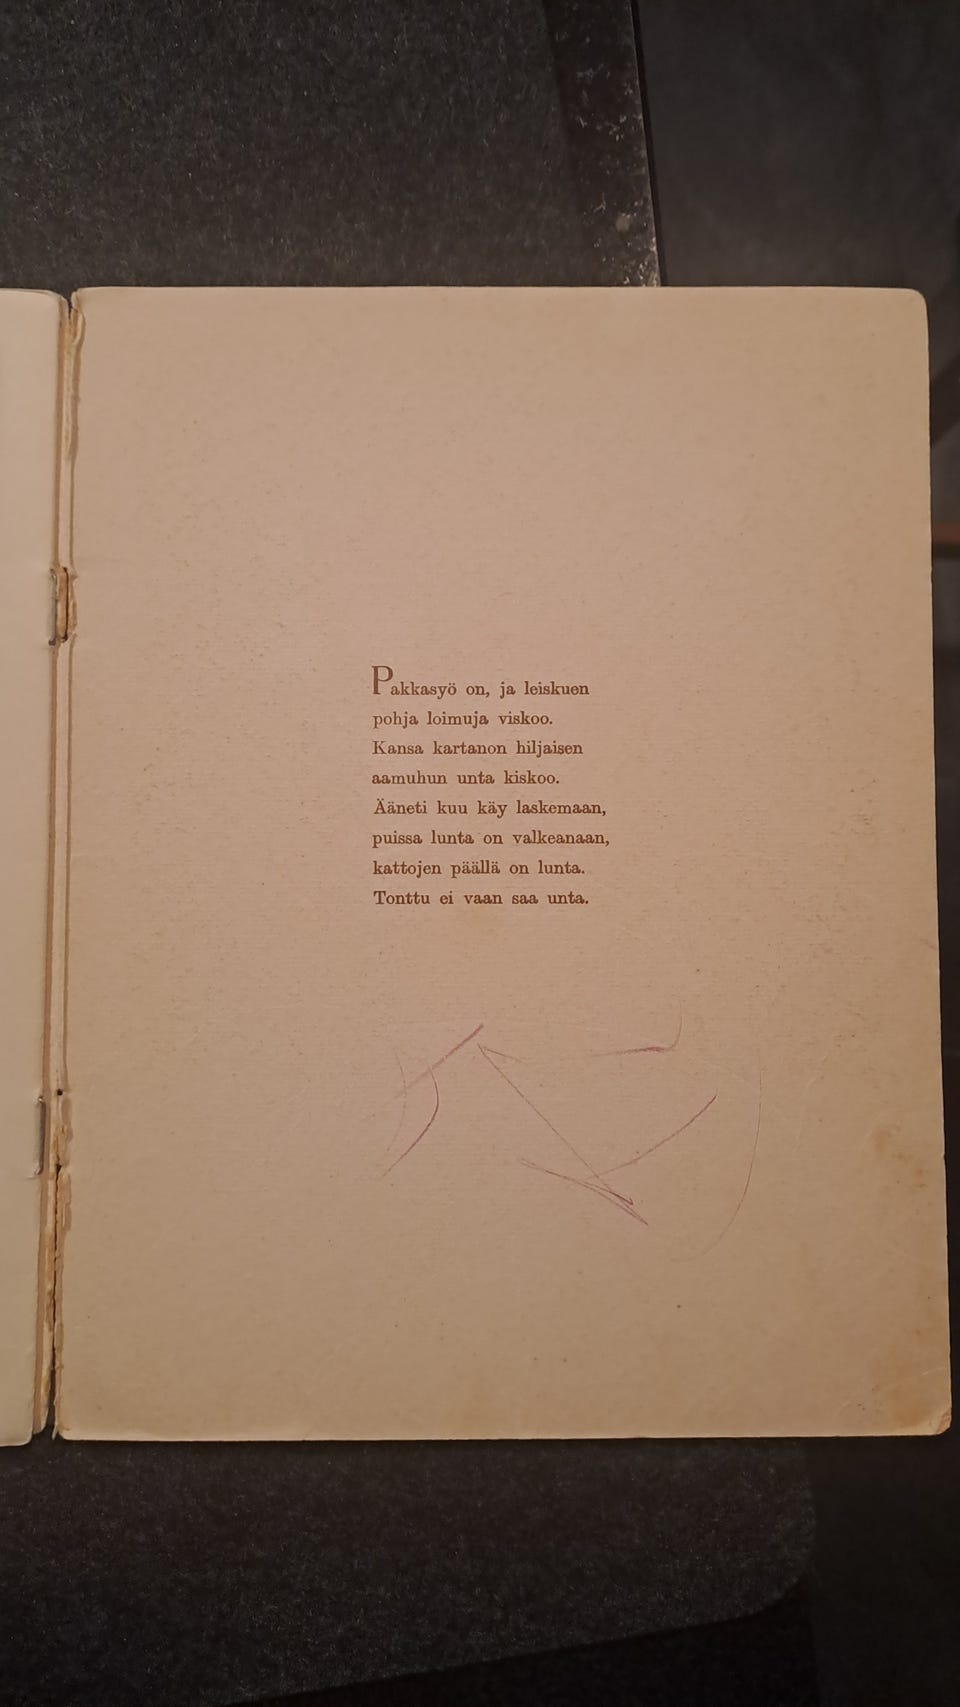 Pakkasyö on, ja leiskuen
pohja loimuja viskoo.
Kansa kartanon hiljaisen
aamuhun unta kiskoo.
Ääneti kuu käy laskemaan,
puissa lunta on valkeanaan,
kattojen päällä on lunta.
Tonttu ei vaan saa unta.